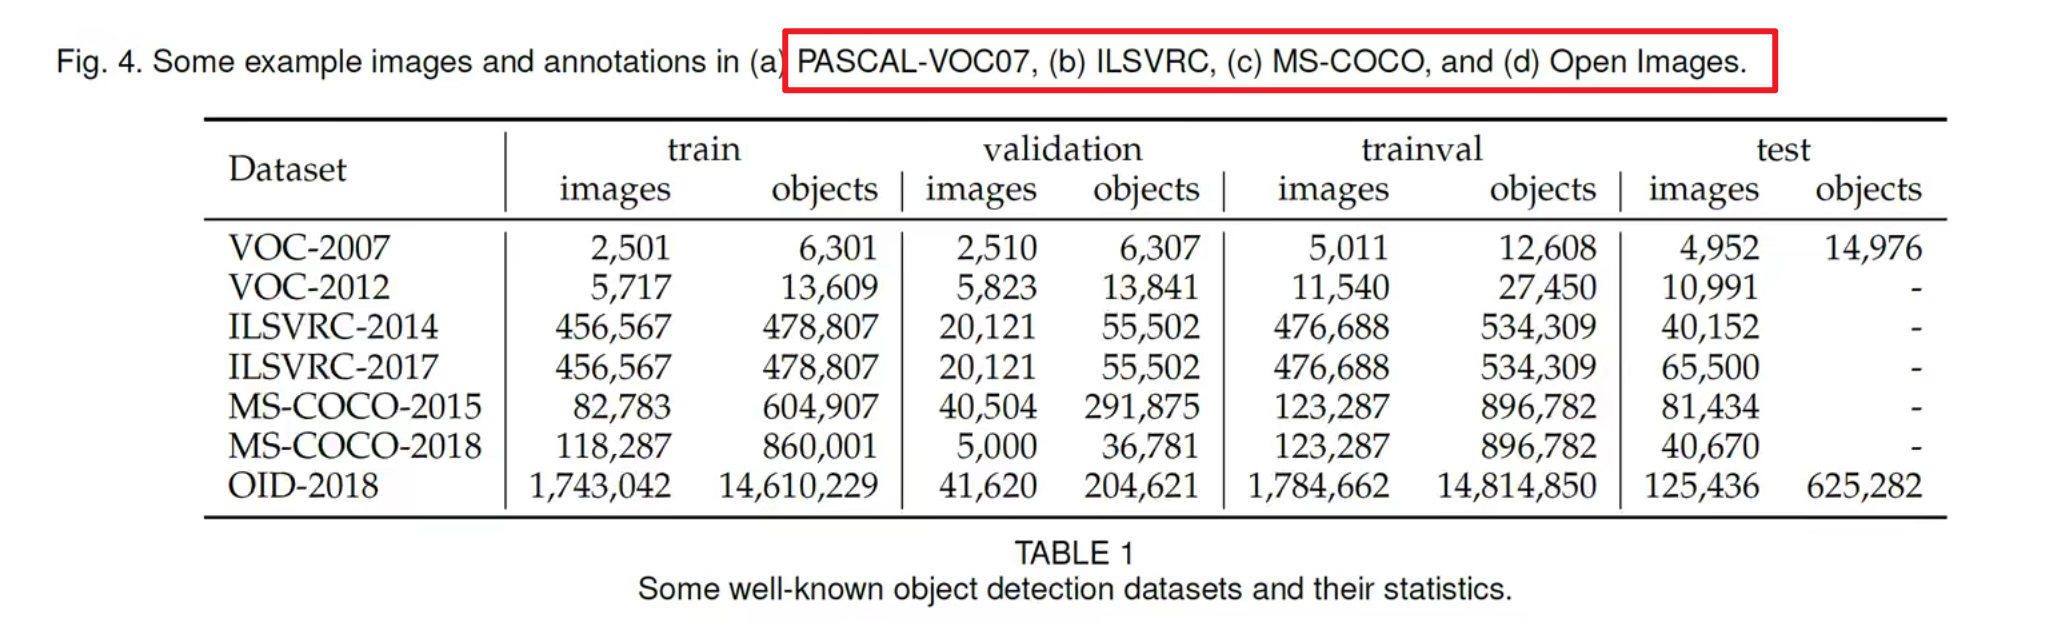 Fig. 4. Some example images and annotations in (a) PASCAL-VOC07, (b) ILSVRC, (c) MS-COCO, and (d) Open Images.
Dataset train validation trainval test
images objects images objects images objects images objects
VOC-2007 2,501 6,301 2,510 6,307 5,011 12,608 4,952 14,976
VOC-2012 5,717 13,609 5,823 13,841 11,540 27,450 10,991 -
ILSVRC-2014 456,567 478,807 20,121 55,502 476,688 534,309 40,152 -
ILSVRC-2017 456,567 478,807 20,121 55,502 476,688 534,309 65,500 -
MS-COCO-2015 82,783 604,907 40,504 291,875 123,287 896,782 81,434 -
MS-COCO-2018 118,287 860,001 5,000 36,781 123,287 896,782 40,670 -
OID-2018 1,743,042 14,610,229 41,620 204,621 1,784,662 14,814,850 125,436 625,282
TABLE 1
Some well-known object detection datasets and their statistics.